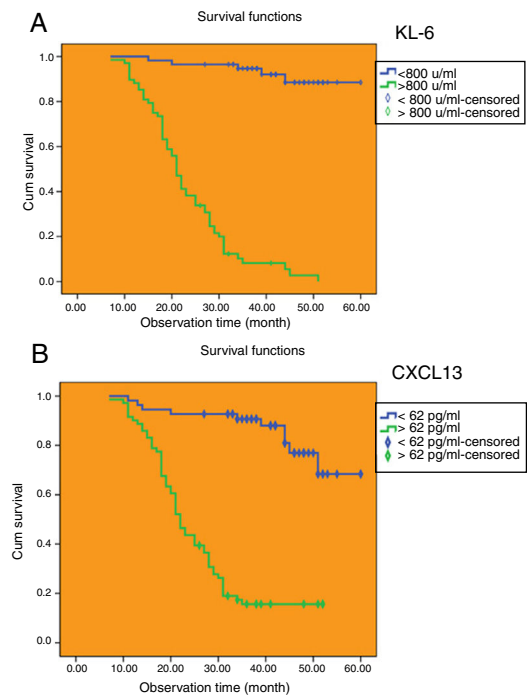 A
Survival functions
KL-6
1.0
0.8
0.6
0.4
0.2
0.0
Cum survival
0.00 10.00 20.00 30.00 40.00 50.00 60.00
Observation time (month)
<800 u/ml
>800 u/ml
< 800 u/ml-censored
> 800 u/ml-censored
B
Survival functions
CXCL13
1.0
0.8
0.6
0.4
0.2
0.0
Cum survival
0.00 10.00 20.00 30.00 40.00 50.00 60.00
Observation time (month)
< 62 pg/ml
> 62 pg/ml
< 62 pg/ml-censored
> 62 pg/ml-censored